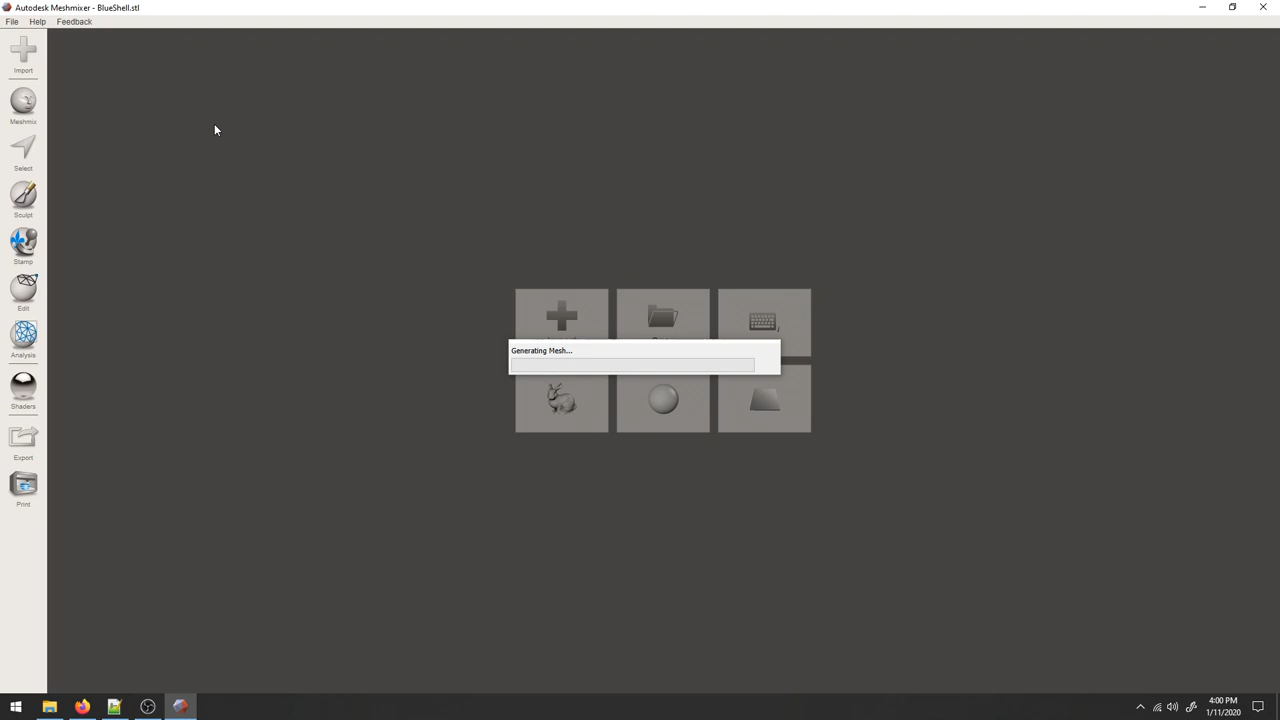 Autodesk Meshmixer - BlueShell.stl
File Help Feedback
Import
Meshmix
Select
Sculpt
Stamp
Edit
Analysis
Shaders
Export
Print
Generating Mesh...
4:00 PM
1/11/2020